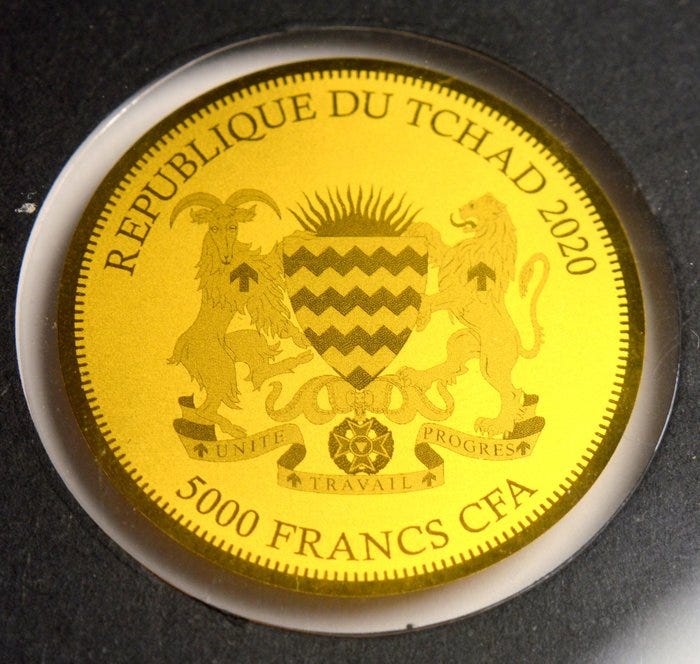 REPUBLIQUE DU TCHAD 2020
UNITE
TRAVAIL
PROGRES
5000 FRANCS CFA